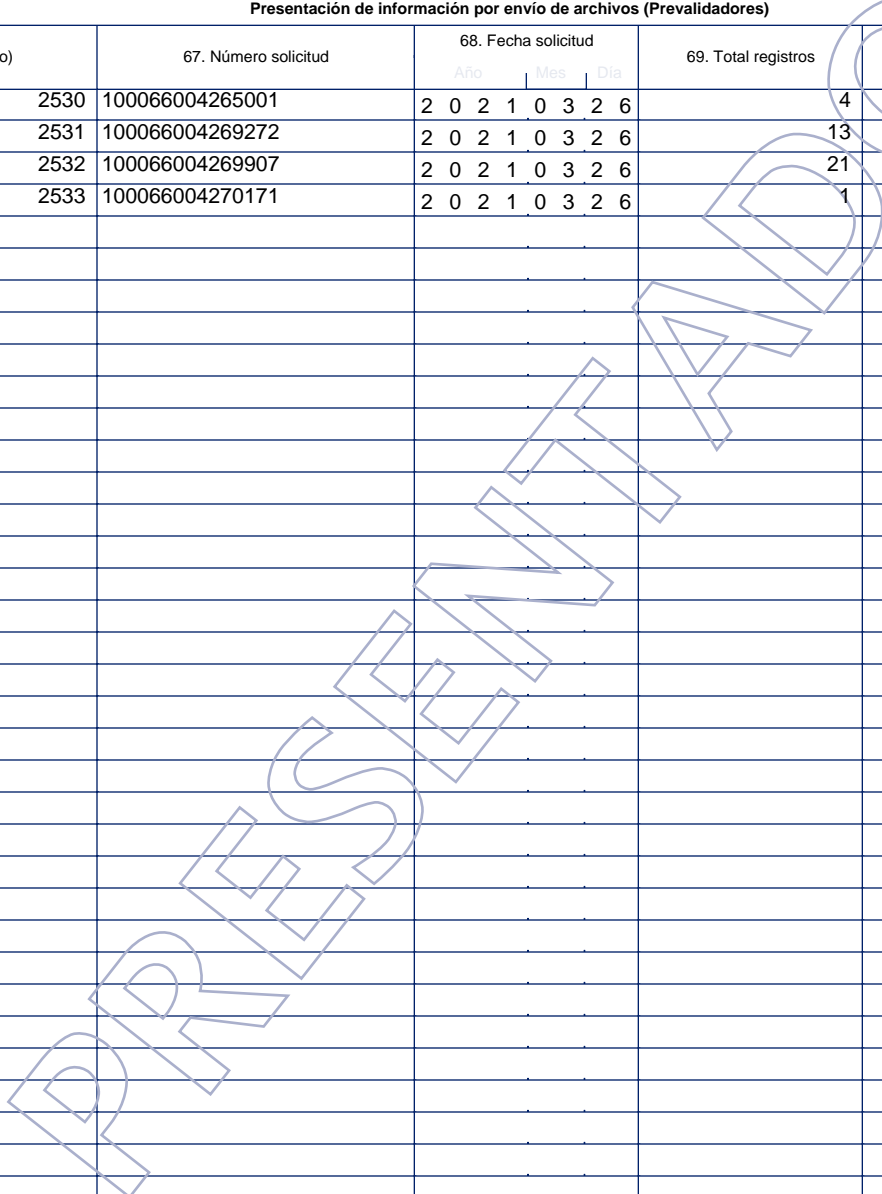 Presentación de información por envío de archivos (Prevalidadores)
o) 67. Número solicitud 68. Fecha solicitud 69. Total registros
Año Mes Día
2530 100066004265001 2 0 2 1 0 3 2 6 4
2531 100066004269272 2 0 2 1 0 3 2 6 13
2532 100066004269907 2 0 2 1 0 3 2 6 21
2533 100066004270171 2 0 2 1 0 3 2 6 1
PRESENTADO